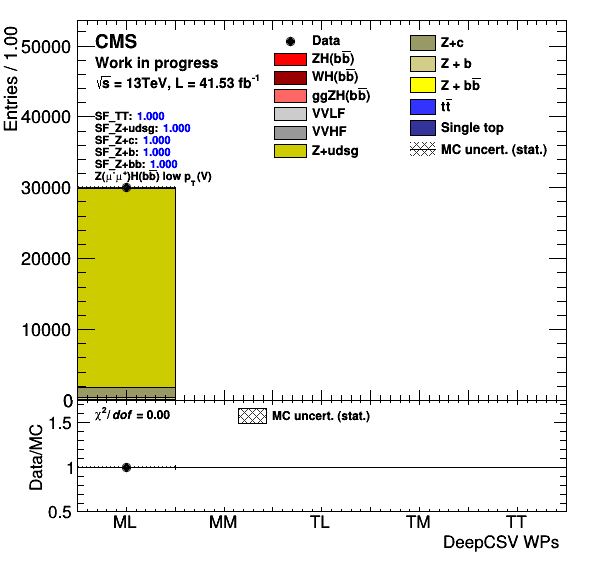 Entries / 1.00
50000
40000
30000
20000
10000
0
CMS
Work in progress
√s = 13TeV, L = 41.53 fb⁻¹
SF_TT: 1.000
SF_Z+udsg: 1.000
SF_Z+c: 1.000
SF_Z+b: 1.000
SF_Z+bb: 1.000
Z(μ⁻μ⁺)H(bb̅) low p_T(V)
Data
ZH(bb̅)
WH(bb̅)
ggZH(bb̅)
VVLF
VVHF
Z+udsg
Z+c
Z + b
Z + bb̅
tt̅
Single top
MC uncert. (stat.)
Data/MC
1.5
1
0.5
χ²/dof = 0.00
MC uncert. (stat.)
ML MM TL TM TT
DeepCSV WPs